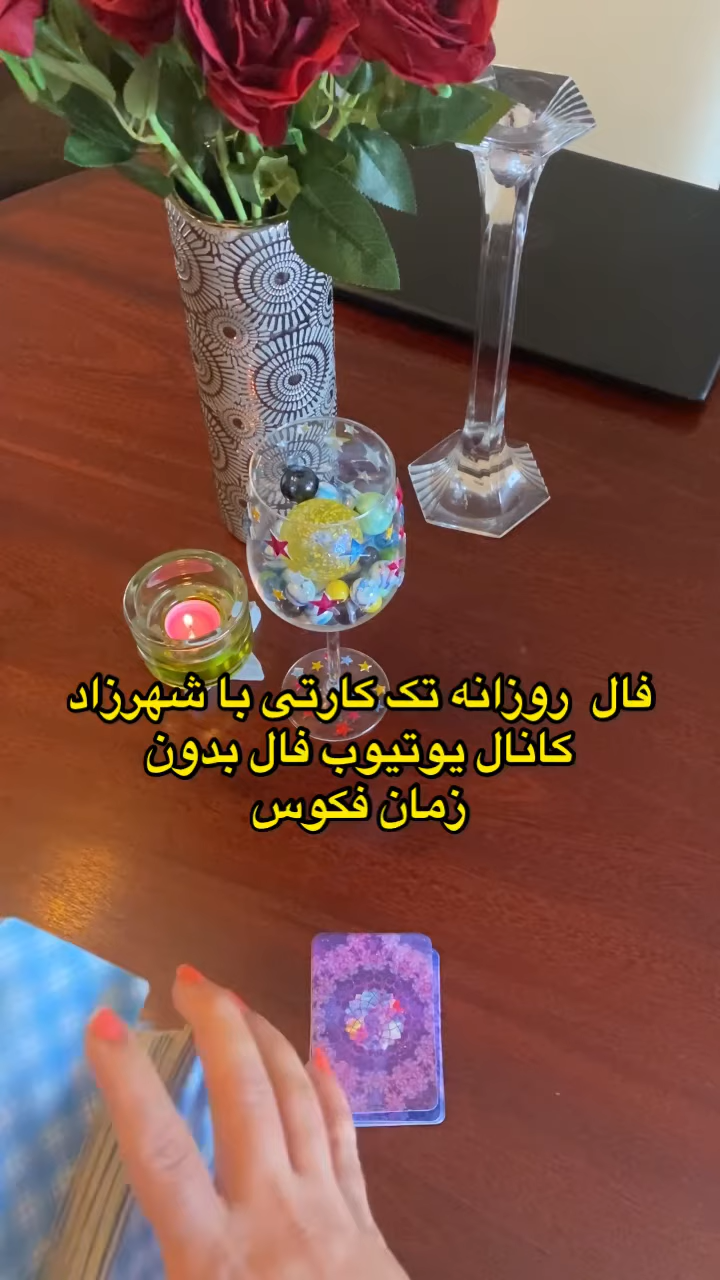 فال روزانه تک کارتی با شهرزاد
کانال یوتیوب فال بدون
زمان فکوس